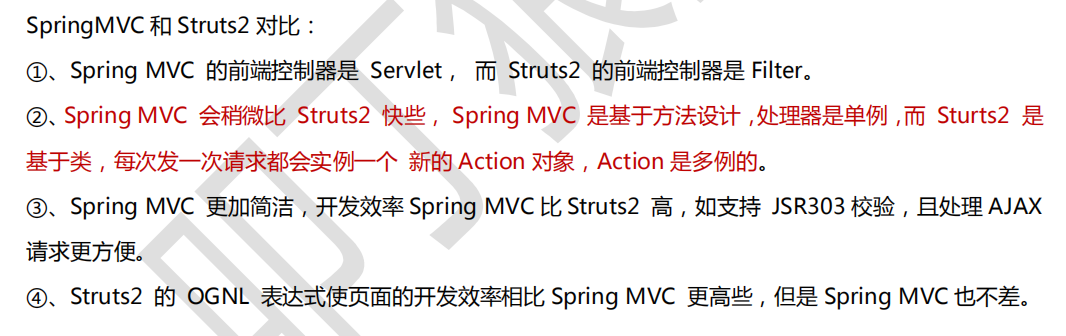 SpringMVC 和 Struts2 对比：
①、Spring MVC 的前端控制器是 Servlet， 而 Struts2 的前端控制器是 Filter。
②、Spring MVC 会稍微比 Struts2 快些， Spring MVC 是基于方法设计，处理器是单例，而 Sturts2 是
基于类，每次发一次请求都会实例一个 新的 Action 对象，Action 是多例的。
③、Spring MVC 更加简洁，开发效率 Spring MVC 比 Struts2 高，如支持 JSR303 校验，且处理 AJAX
请求更方便。
④、Struts2 的 OGNL 表达式使页面的开发效率相比 Spring MVC 更高些，但是 Spring MVC 也不差。